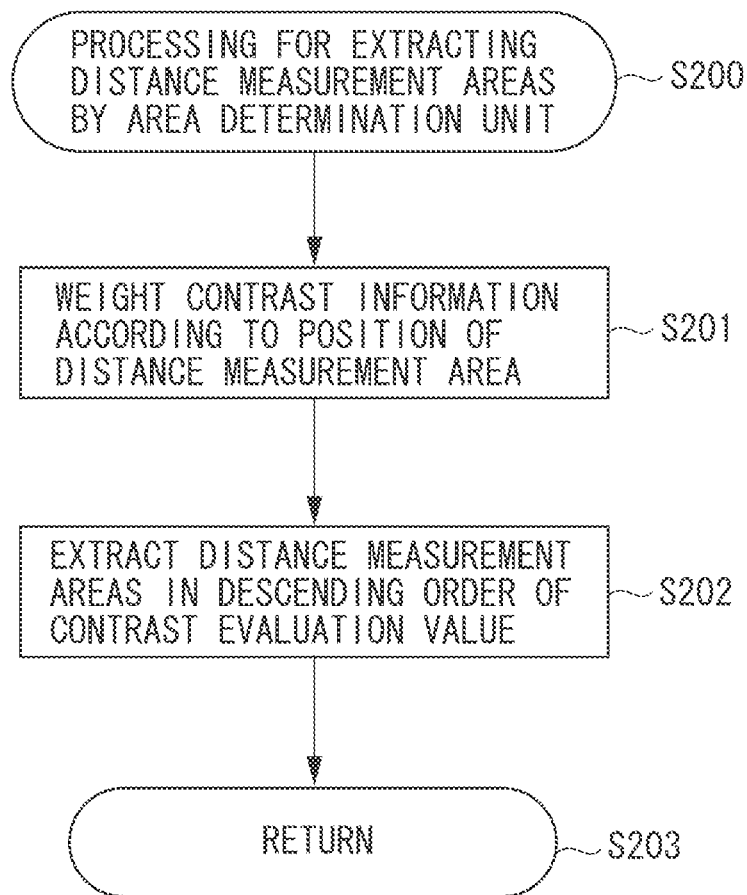 PROCESSING FOR EXTRACTING
DISTANCE MEASUREMENT AREAS
BY AREA DETERMINATION UNIT
S200
WEIGHT CONTRAST INFORMATION
ACCORDING TO POSITION OF
DISTANCE MEASUREMENT AREA
S201
EXTRACT DISTANCE MEASUREMENT
AREAS IN DESCENDING ORDER OF
CONTRAST EVALUATION VALUE
S202
RETURN
S203